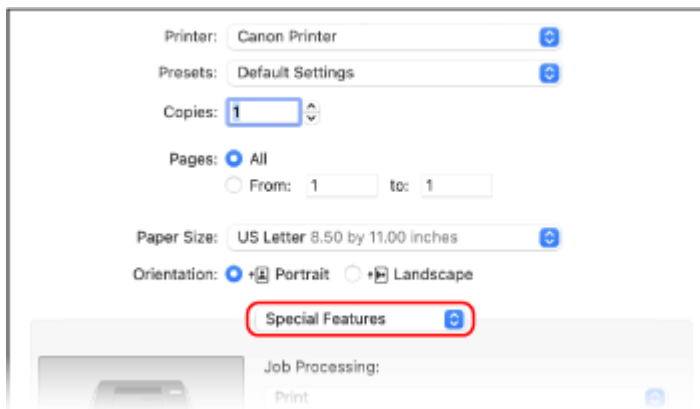 Printer: Canon Printer
Presets: Default Settings
Copies: 1
Pages: All
From: 1 to: 1
Paper Size: US Letter 8.50 by 11.00 inches
Orientation: Portrait Landscape
Special Features
Job Processing:
Print